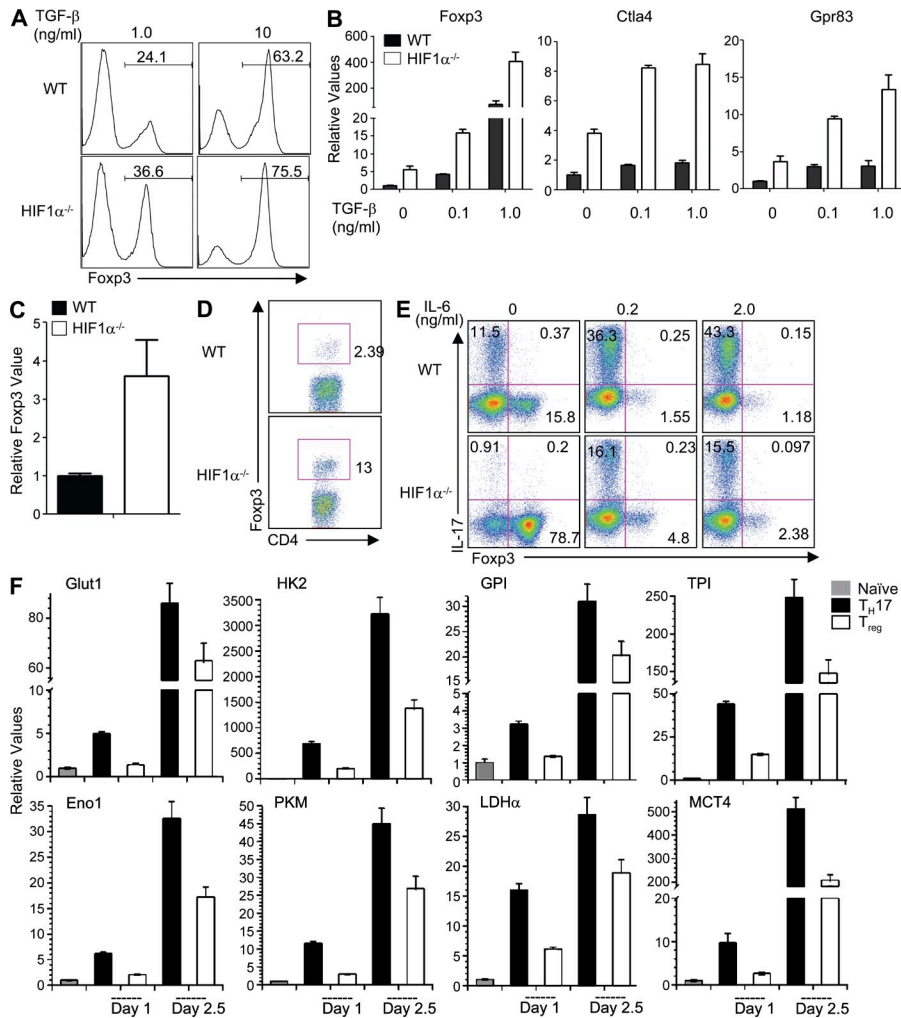 A TGF-β (ng/ml) 1.0 10
WT 24.1 63.2
HIF1α-/- 36.6 75.5
Foxp3
B Foxp3 Ctla4 Gpr83
WT
HIF1α-/-
Relative Values
600
400
200
20
15
10
5
0
10
8
6
4
2
0
20
15
10
5
0
TGF-β (ng/ml) 0 0.1 1.0 0 0.1 1.0 0 0.1 1.0
C WT
HIF1α-/-
Relative Foxp3 Value
5
4
3
2
1
0
D
WT 2.39
HIF1α-/- 13
Foxp3
CD4
E IL-6 (ng/ml) 0 0.2 2.0
WT
11.5 0.37 36.3 0.25 43.3 0.15
15.8 1.55 1.18
HIF1α-/-
0.91 0.2 16.1 0.23 15.5 0.097
78.7 4.8 2.38
IL-17
Foxp3
F Glut1 HK2 GPI TPI
Naïve
TH17
Treg
Relative Values
80
60
10
5
0
3500
3000
2500
2000
1500
1000
500
0
30
25
20
15
5
4
3
2
1
0
250
150
50
0
Eno1 PKM LDHα MCT4
35
30
25
20
15
10
5
0
50
45
40
35
30
25
20
15
10
5
0
30
25
20
15
10
5
0
500
400
300
200
20
10
0
Day 1 Day 2.5 Day 1 Day 2.5 Day 1 Day 2.5 Day 1 Day 2.5